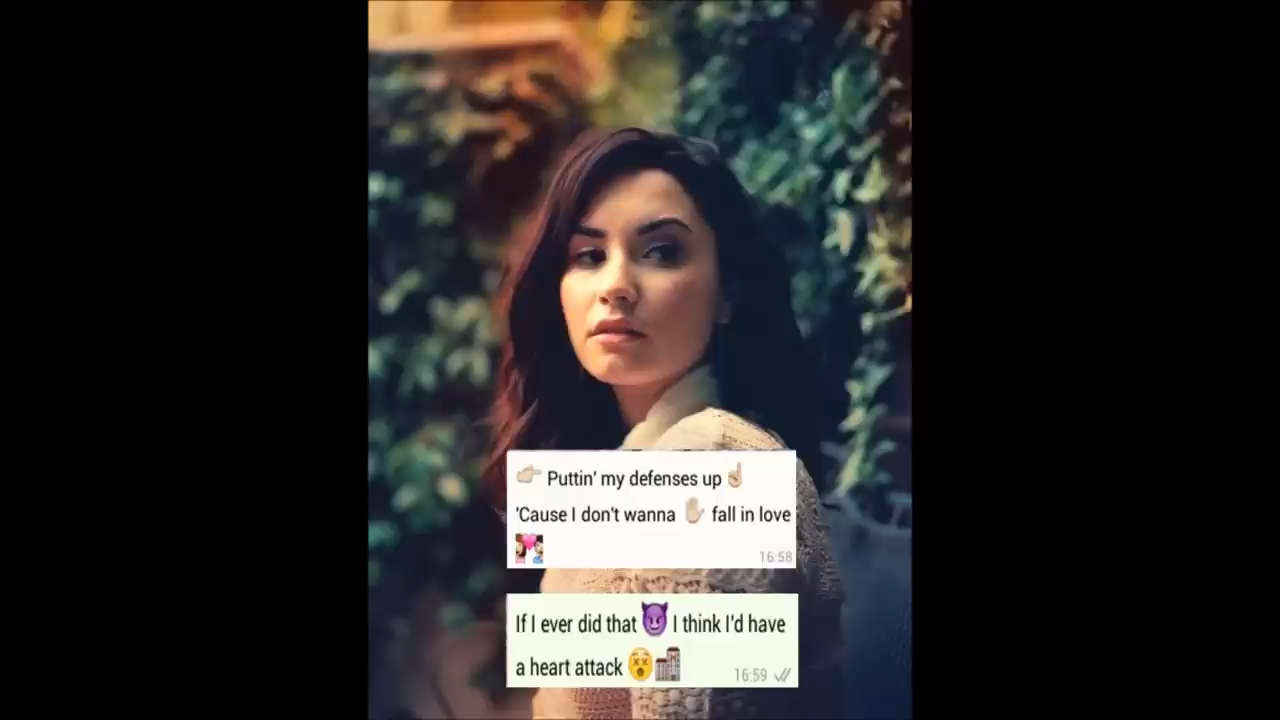 👉 Puttin' my defenses up ☝
'Cause I don't wanna ✋ fall in love
💑
16:58
If I ever did that 😈 I think I'd have
a heart attack 😵🏨
16:59